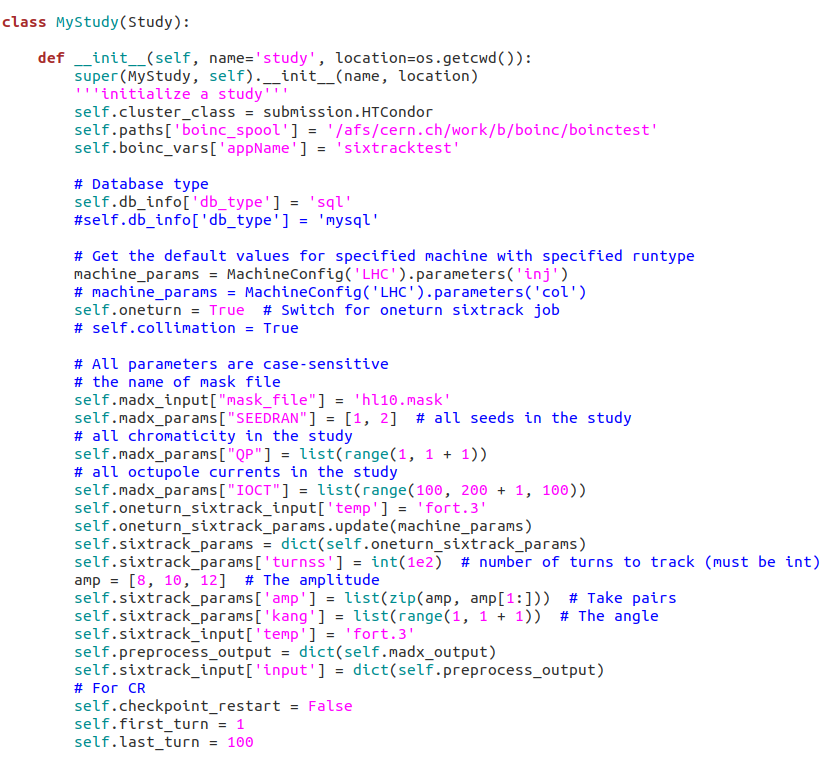 class MyStudy(Study):

    def __init__(self, name='study', location=os.getcwd()):
        super(MyStudy, self).__init__(name, location)
        '''initialize a study'''
        self.cluster_class = submission.HTCondor
        self.paths['boinc_spool'] = '/afs/cern.ch/work/b/boinc/boinctest'
        self.boinc_vars['appName'] = 'sixtracktest'

        # Database type
        self.db_info['db_type'] = 'sql'
        #self.db_info['db_type'] = 'mysql'

        # Get the default values for specified machine with specified runtype
        machine_params = MachineConfig('LHC').parameters('inj')
        # machine_params = MachineConfig('LHC').parameters('col')
        self.oneturn = True  # Switch for oneturn sixtrack job
        # self.collimation = True

        # All parameters are case-sensitive
        # the name of mask file
        self.madx_input["mask_file"] = 'hl10.mask'
        self.madx_params["SEEDRAN"] = [1, 2]  # all seeds in the study
        # all chromaticity in the study
        self.madx_params["QP"] = list(range(1, 1 + 1))
        # all octupole currents in the study
        self.madx_params["IOCT"] = list(range(100, 200 + 1, 100))
        self.oneturn_sixtrack_input['temp'] = 'fort.3'
        self.oneturn_sixtrack_params.update(machine_params)
        self.sixtrack_params = dict(self.oneturn_sixtrack_params)
        self.sixtrack_params['turnss'] = int(1e2)  # number of turns to track (must be int)
        amp = [8, 10, 12]  # The amplitude
        self.sixtrack_params['amp'] = list(zip(amp, amp[1:]))  # Take pairs
        self.sixtrack_params['kang'] = list(range(1, 1 + 1))  # The angle
        self.sixtrack_input['temp'] = 'fort.3'
        self.preprocess_output = dict(self.madx_output)
        self.sixtrack_input['input'] = dict(self.preprocess_output)
        # For CR
        self.checkpoint_restart = False
        self.first_turn = 1
        self.last_turn = 100